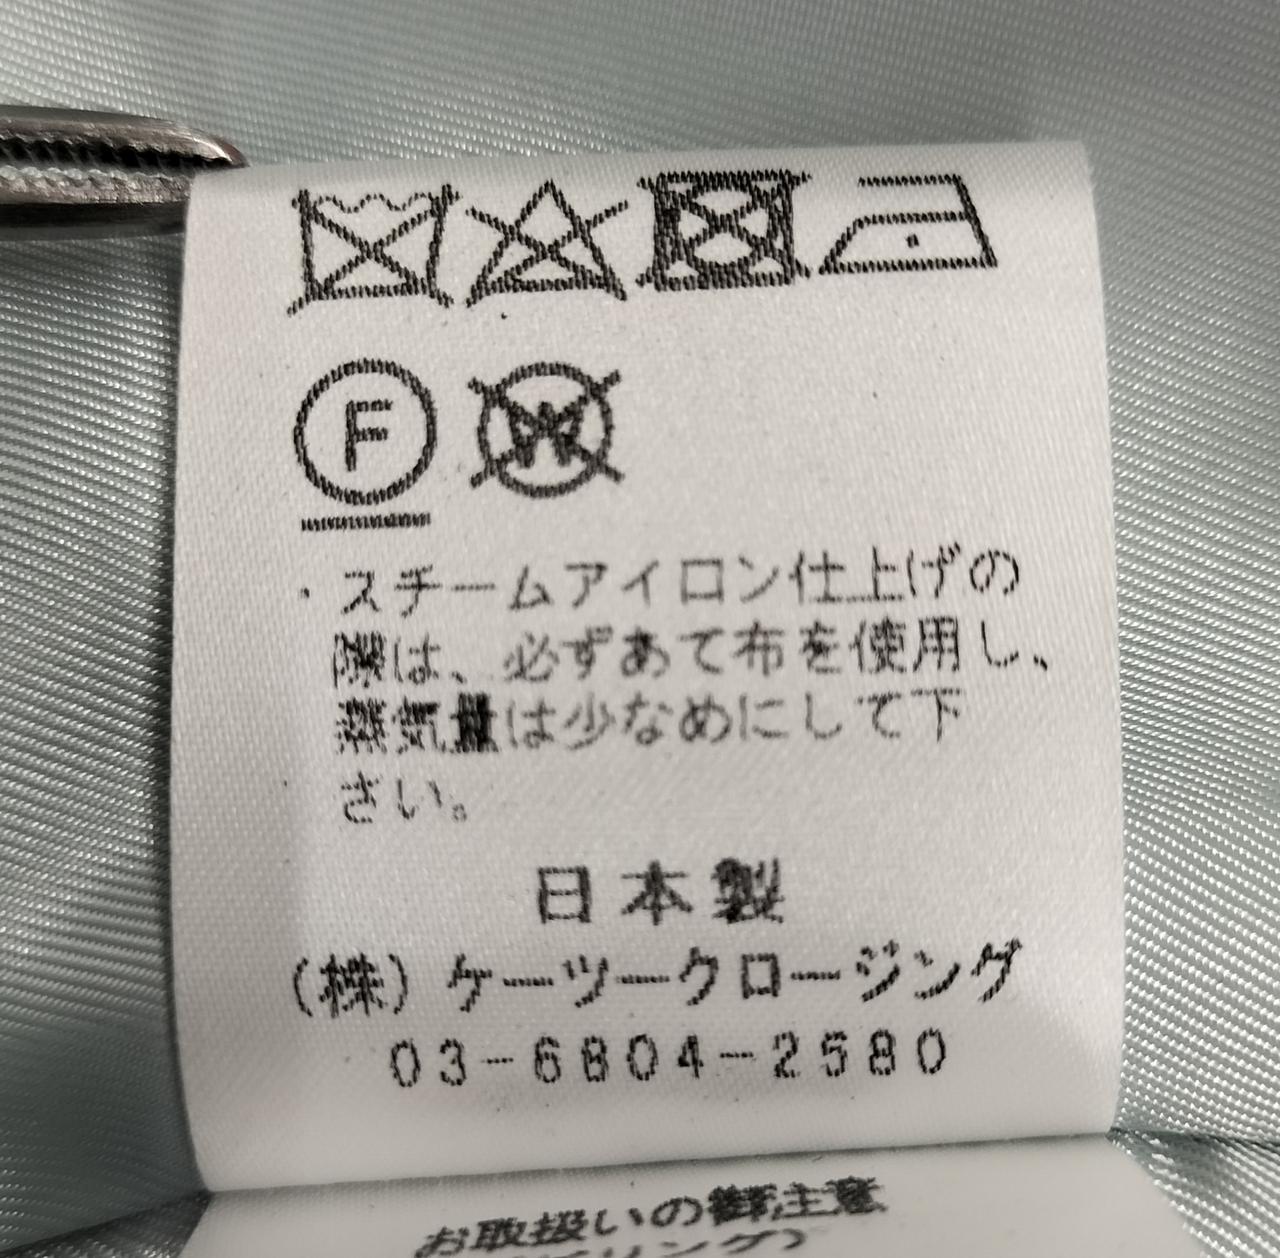 F
W
・スチームアイロン仕上げの
際は、必ずあて布を使用し、
蒸気量は少なめにして下
さい。
日本製
(株)ケーツークロージング
03-6804-2580
お取扱いの御注意